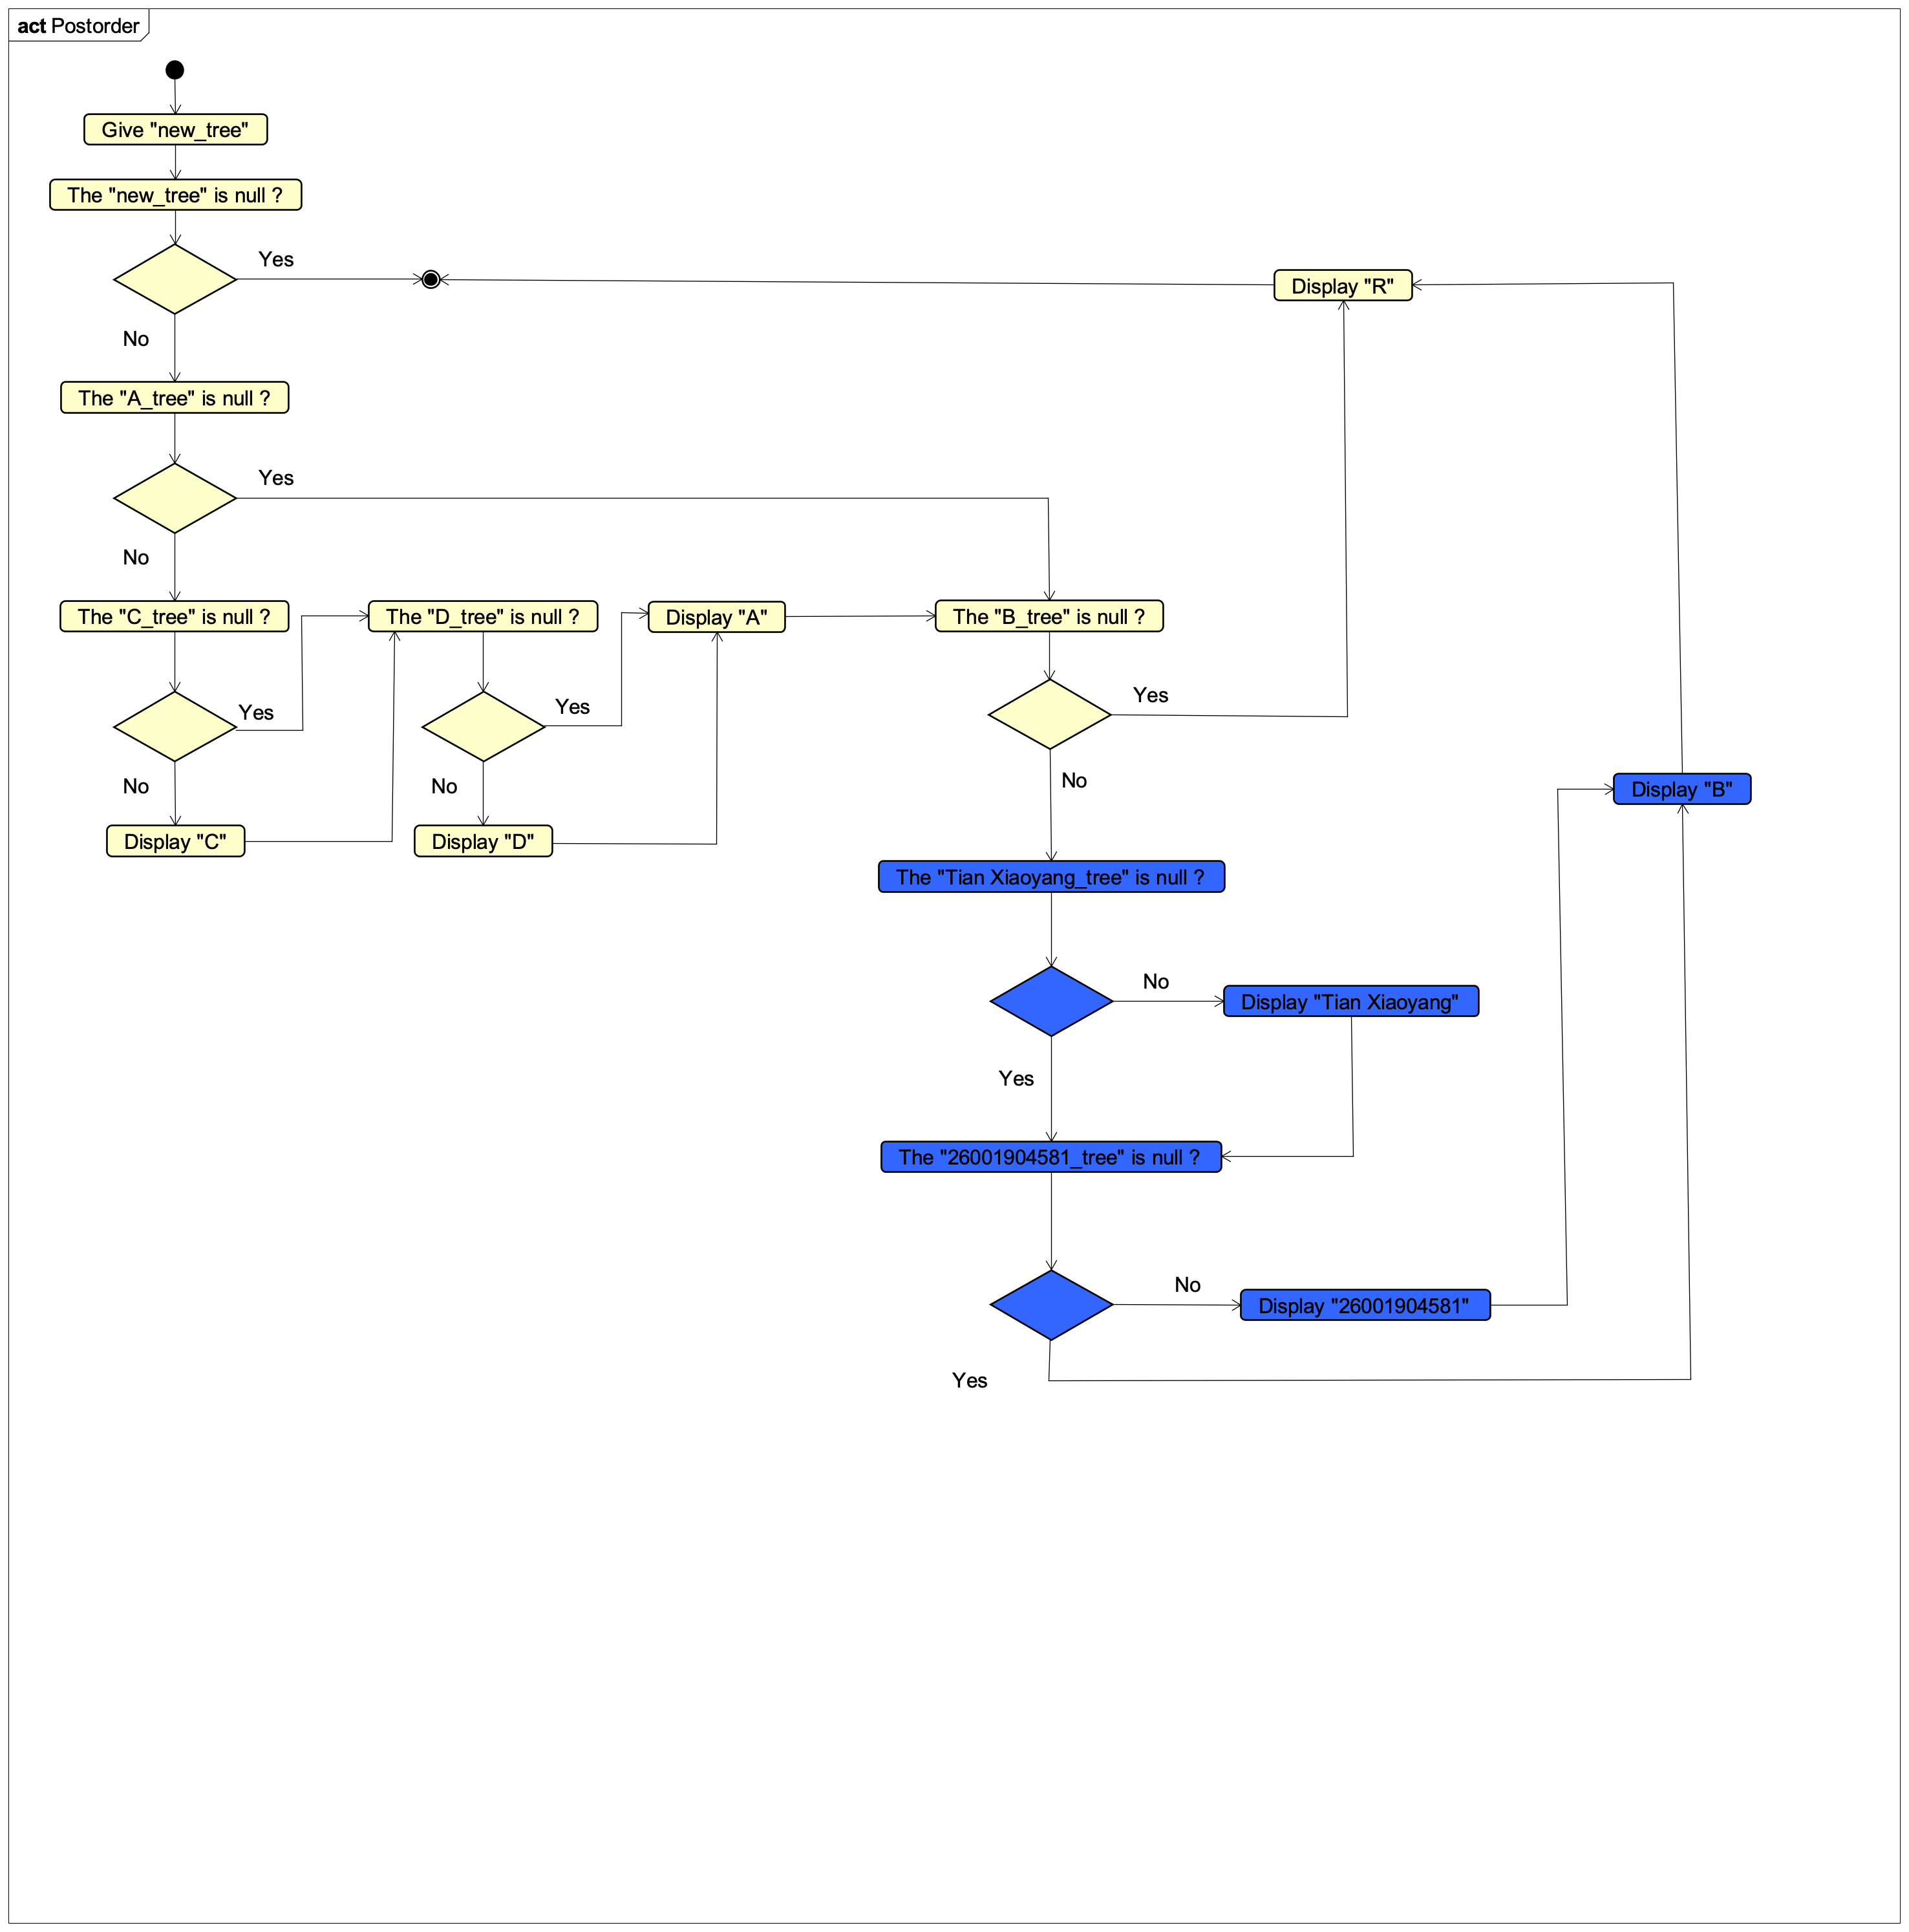 act Postorder
Give "new_tree"
The "new_tree" is null ?
Yes
Display "R"
No
The "A_tree" is null ?
Yes
No
The "C_tree" is null ?
The "D_tree" is null ?
Display "A"
The "B_tree" is null ?
Yes
Yes
Yes
No
No
No
Display "B"
Display "C"
Display "D"
The "Tian Xiaoyang_tree" is null ?
No
Display "Tian Xiaoyang"
Yes
The "26001904581_tree" is null ?
No
Display "26001904581"
Yes